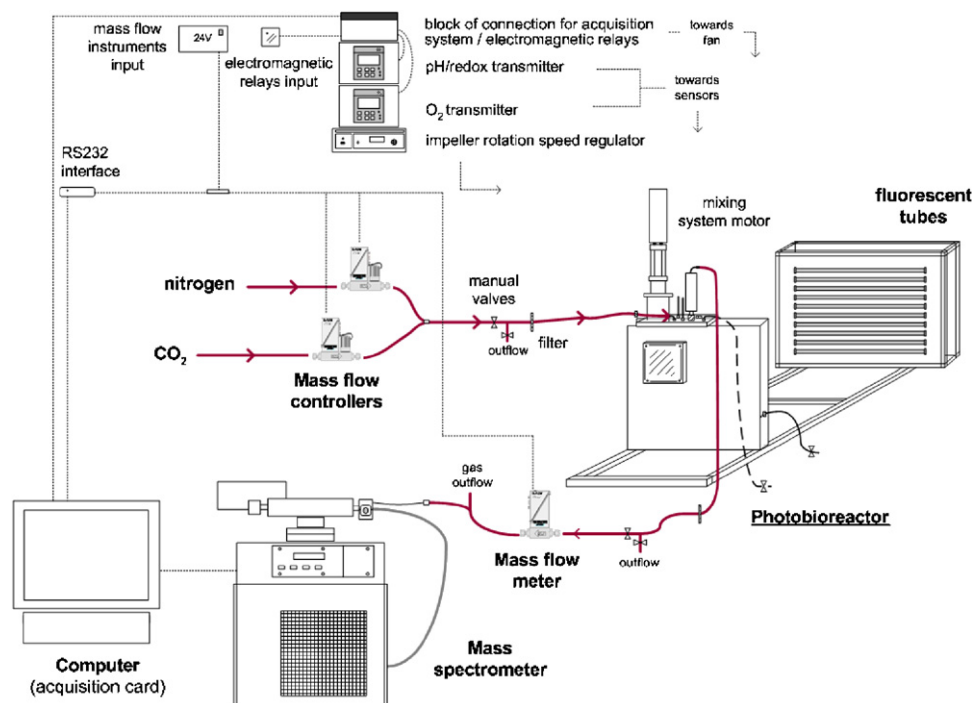 mass flow
instruments
input
24V
electromagnetic
relays input
block of connection for acquisition
system / electromagnetic relays
towards
fan
pH/redox transmitter
towards
sensors
O₂ transmitter
impeller rotation speed regulator
RS232
interface
mixing
system motor
fluorescent
tubes
nitrogen
manual
valves
outflow
filter
CO₂
Mass flow
controllers
gas
outflow
Photobioreactor
Mass flow
meter
outflow
Mass
spectrometer
Computer
(acquisition card)